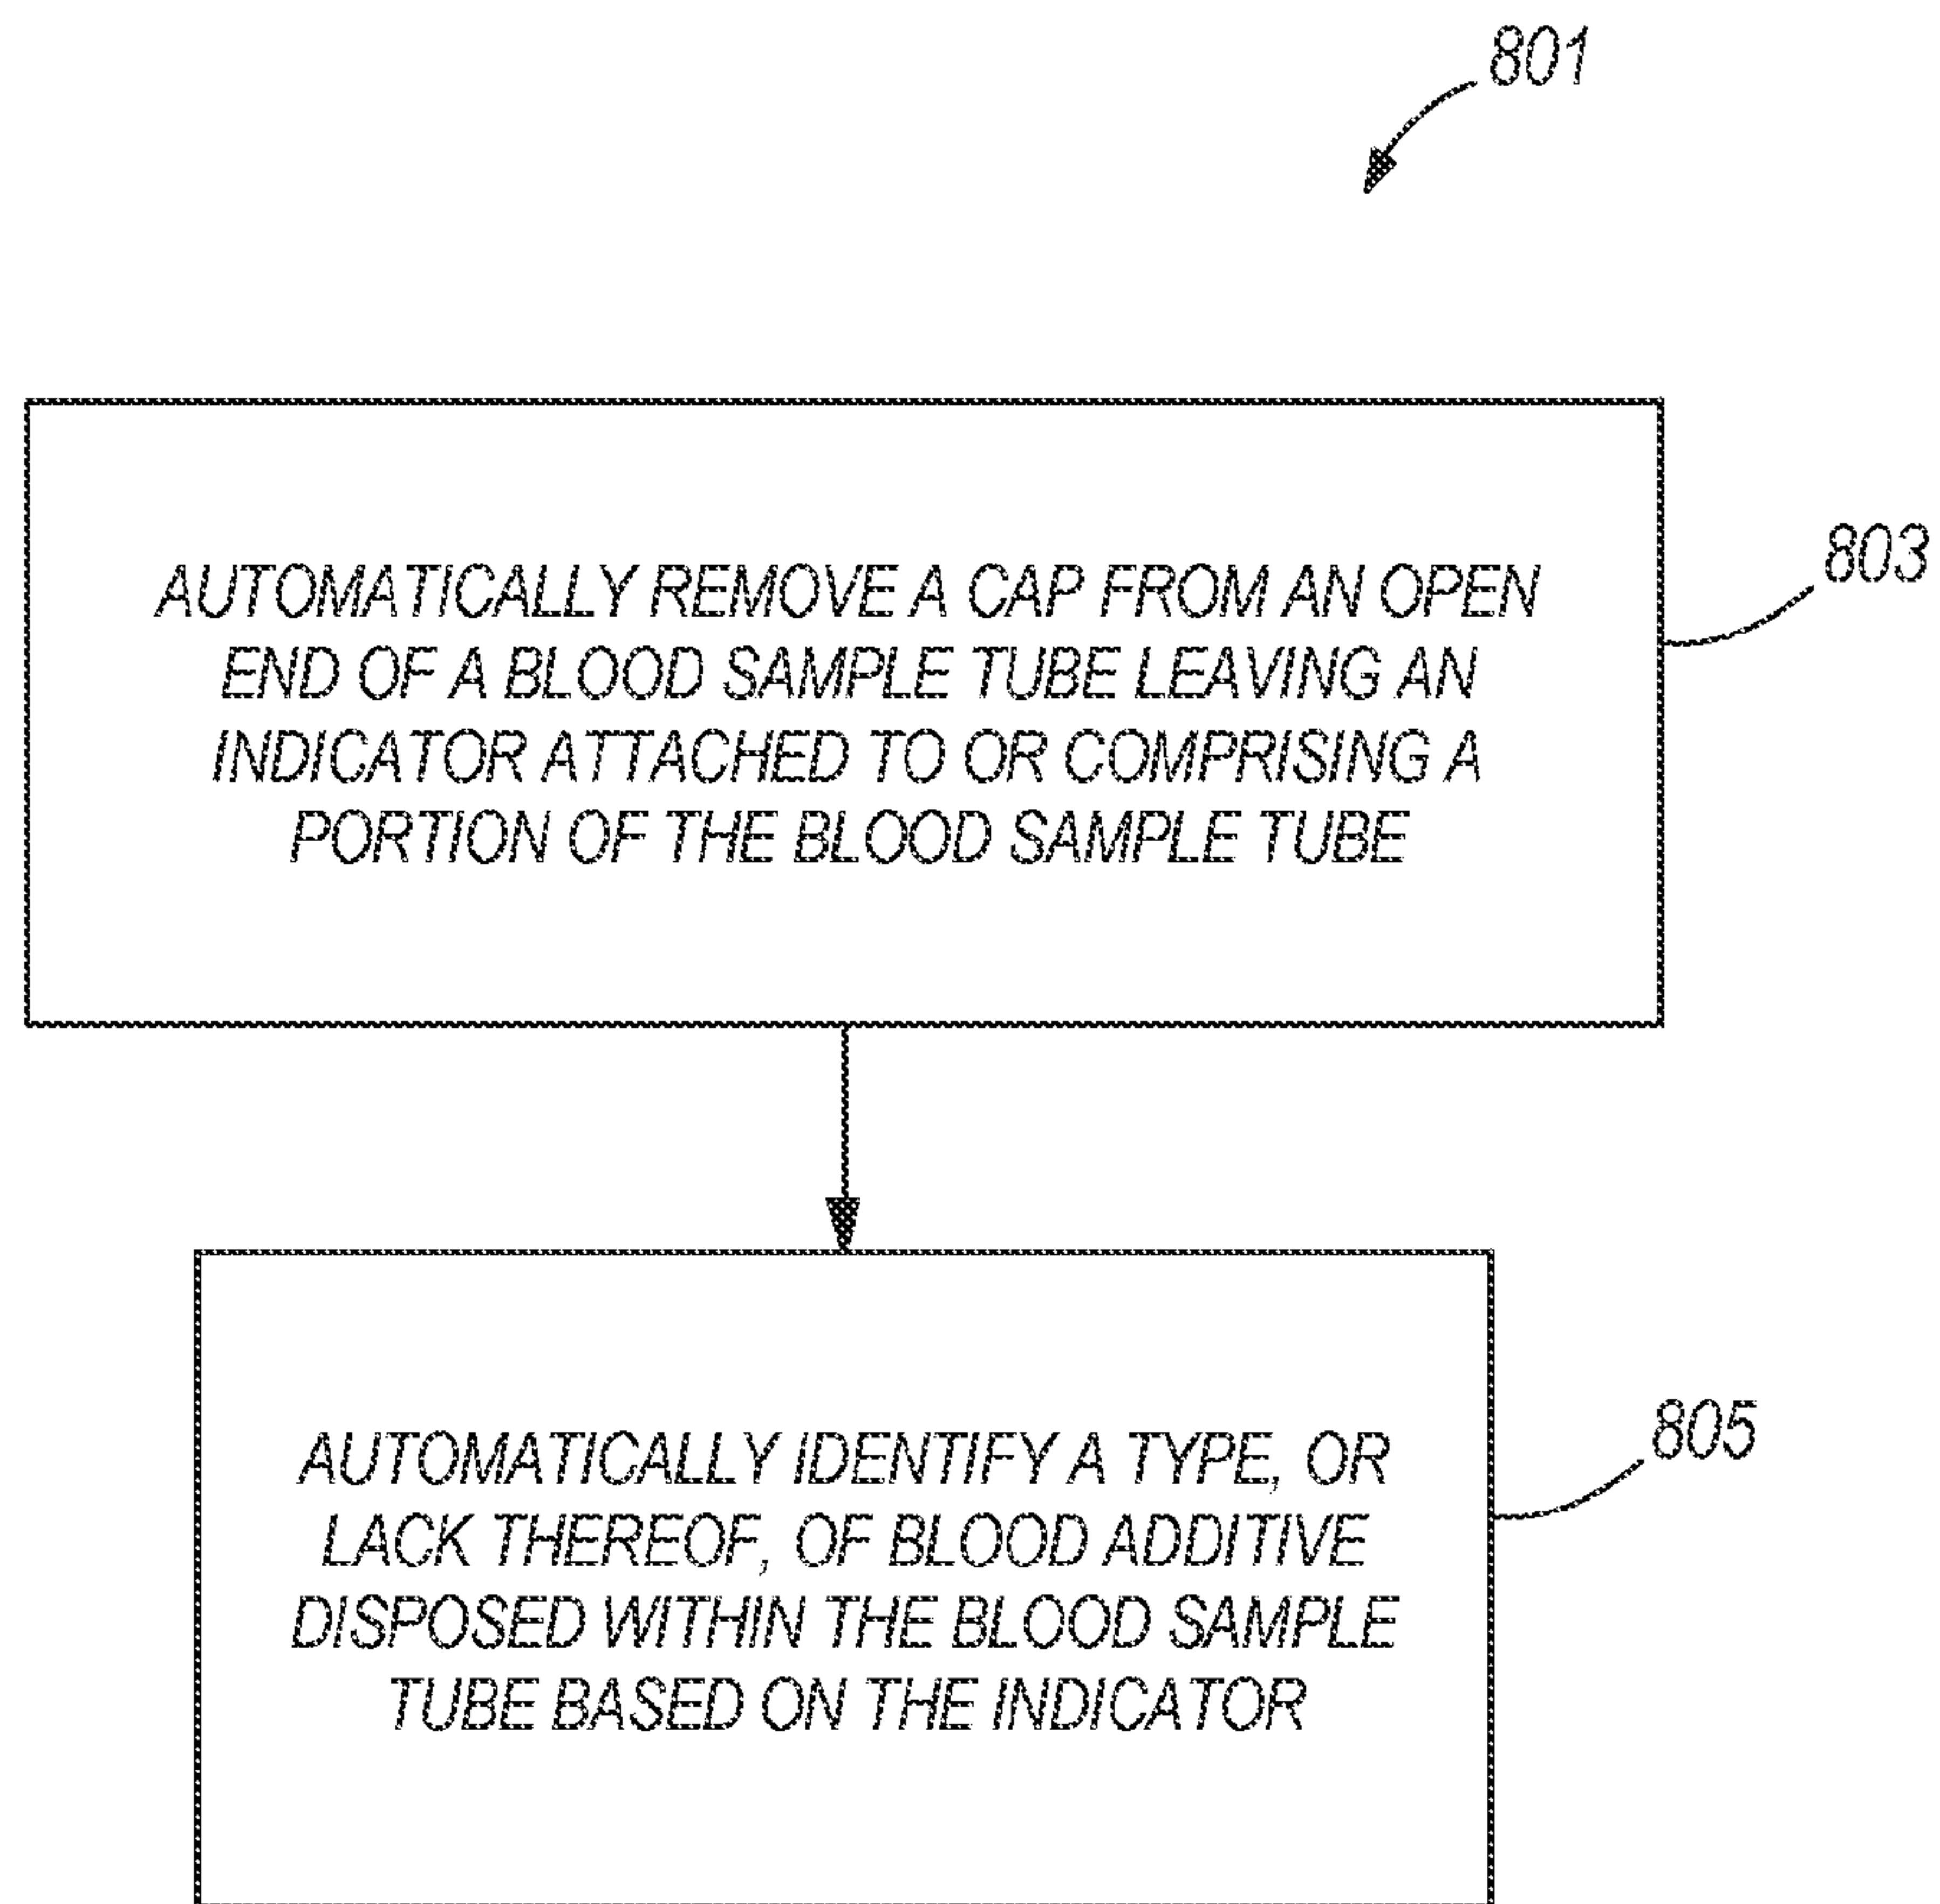 801
803
AUTOMATICALLY REMOVE A CAP FROM AN OPEN
END OF A BLOOD SAMPLE TUBE LEAVING AN
INDICATOR ATTACHED TO OR COMPRISING A
PORTION OF THE BLOOD SAMPLE TUBE
805
AUTOMATICALLY IDENTIFY A TYPE, OR
LACK THEREOF, OF BLOOD ADDITIVE
DISPOSED WITHIN THE BLOOD SAMPLE
TUBE BASED ON THE INDICATOR